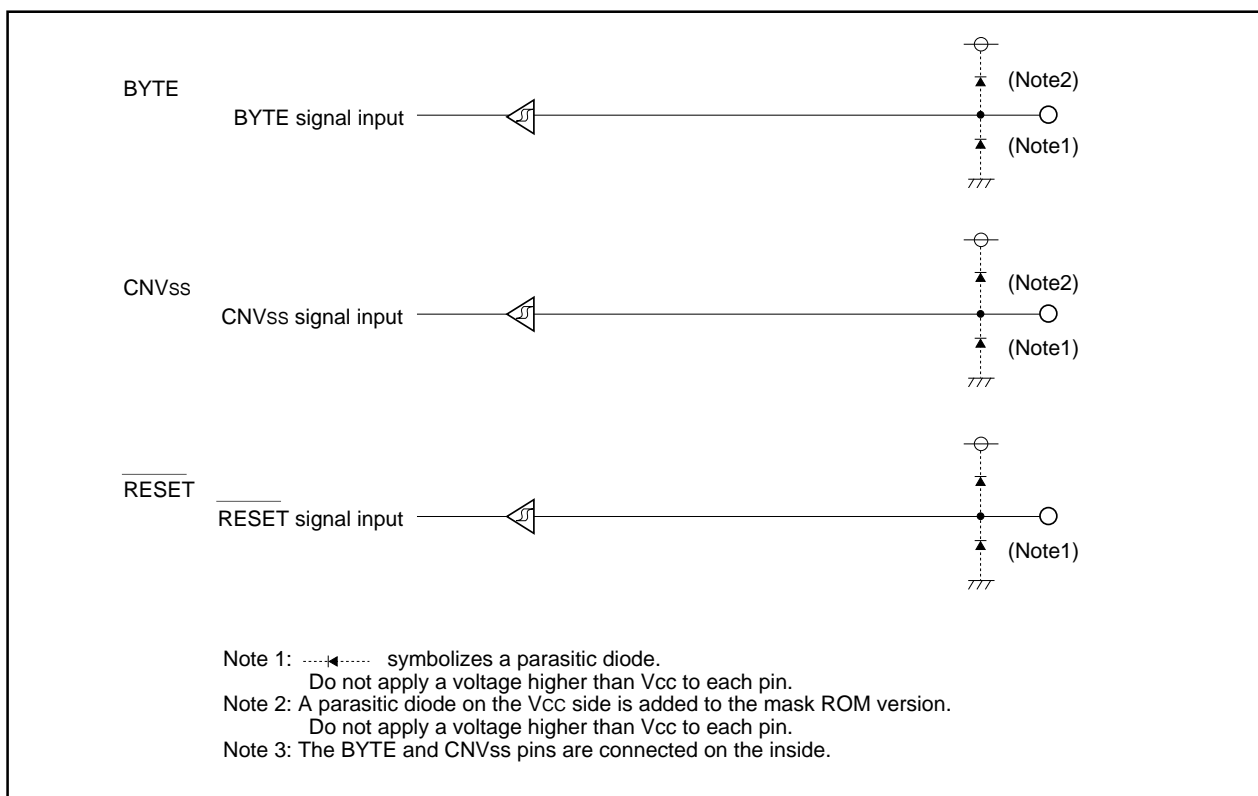 BYTE
(Note2)
BYTE signal input
(Note1)
CNVss
(Note2)
CNVss signal input
(Note1)
RESET
RESET signal input
(Note1)
Note 1: symbolizes a parasitic diode.
Do not apply a voltage higher than Vcc to each pin.
Note 2: A parasitic diode on the VCC side is added to the mask ROM version.
Do not apply a voltage higher than Vcc to each pin.
Note 3: The BYTE and CNVss pins are connected on the inside.